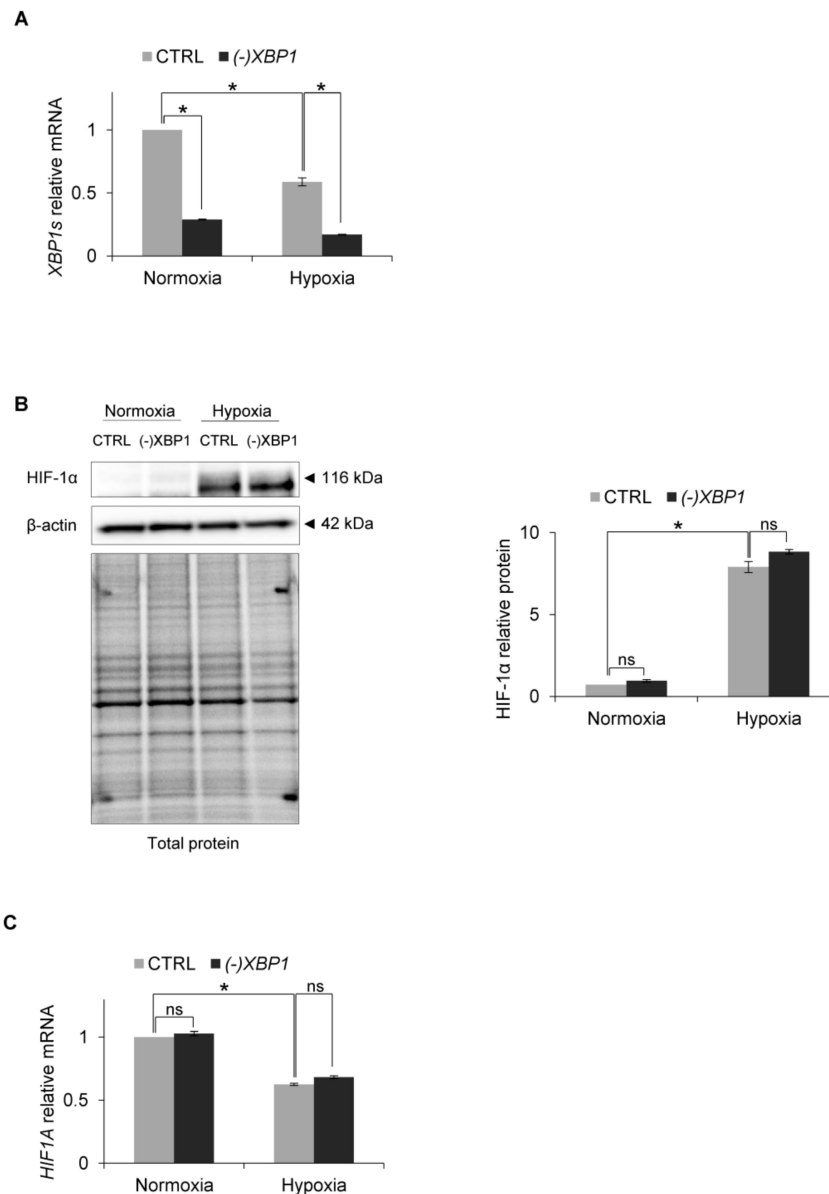 A
CTRL (-)XBP1
XBP1s relative mRNA
1
0.5
0
* * *
Normoxia Hypoxia
B
Normoxia Hypoxia
CTRL (-)XBP1 CTRL (-)XBP1
HIF-1α ◄ 116 kDa
β-actin ◄ 42 kDa
Total protein
CTRL (-)XBP1
HIF-1α relative protein
10
5
0
ns * ns
Normoxia Hypoxia
C
CTRL (-)XBP1
HIF1A relative mRNA
1
0.5
0
ns * ns
Normoxia Hypoxia